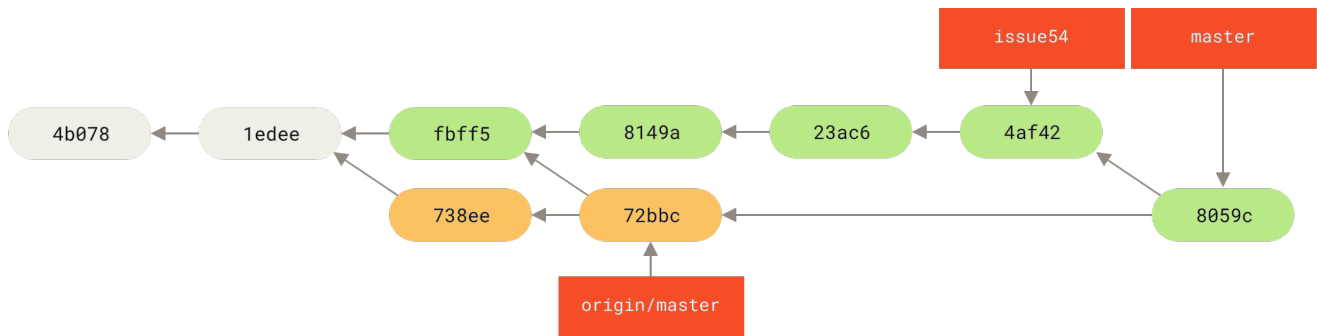 issue54
master
4b078
1edee
fbff5
8149a
23ac6
4af42
738ee
72bbc
8059c
origin/master